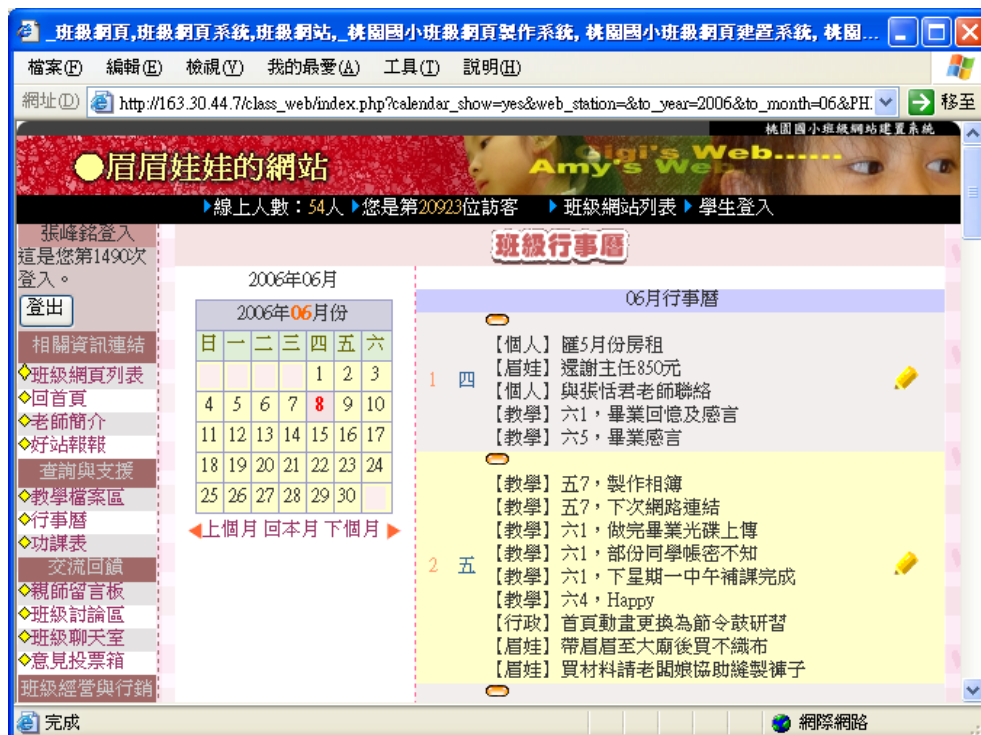 _班級網頁,班級網頁系統,班級網站,_桃園國小班級網頁製作系統, 桃園國小班級網頁建置系統, 桃園...
檔案(F) 編輯(E) 檢視(V) 我的最愛(A) 工具(T) 說明(H)
網址(D) http://163.30.44.7/class_web/index.php?calendar_show=yes&web_station=&to_year=2006&to_month=06&PH: 移至
桃園國小班級網站建置系統
眉眉娃娃的網站
Gigi's Web......
Amy's Web
線上人數：54人 您是第20923位訪客 班級網站列表 學生登入
張峰銘登入
這是您第1490次
登入。
登出
相關資訊連結
班級網頁列表
回首頁
老師簡介
好站報報
查詢與支援
教學檔案區
行事曆
功課表
交流回饋
親師留言板
班級討論區
班級聊天室
意見投票箱
班級經營與行銷
班級行事曆
2006年06月
2006年06月份
日 一 二 三 四 五 六
1 2 3
4 5 6 7 8 9 10
11 12 13 14 15 16 17
18 19 20 21 22 23 24
25 26 27 28 29 30
上個月 回本月 下個月
06月行事曆
1 四
【個人】匯5月份房租
【眉娃】還謝主任850元
【個人】與張恬君老師聯絡
【教學】六1，畢業回憶及感言
【教學】六5，畢業感言
2 五
【教學】五7，製作相簿
【教學】五7，下次網路連結
【教學】六1，做完畢業光碟上傳
【教學】六1，部份同學帳密不知
【教學】六1，下星期一中午補課完成
【教學】六4，Happy
【行政】首頁動畫更換為節令鼓研習
【眉娃】帶眉眉至大廟後買不織布
【眉娃】買材料請老闆娘協助縫製褲子
完成
網際網路